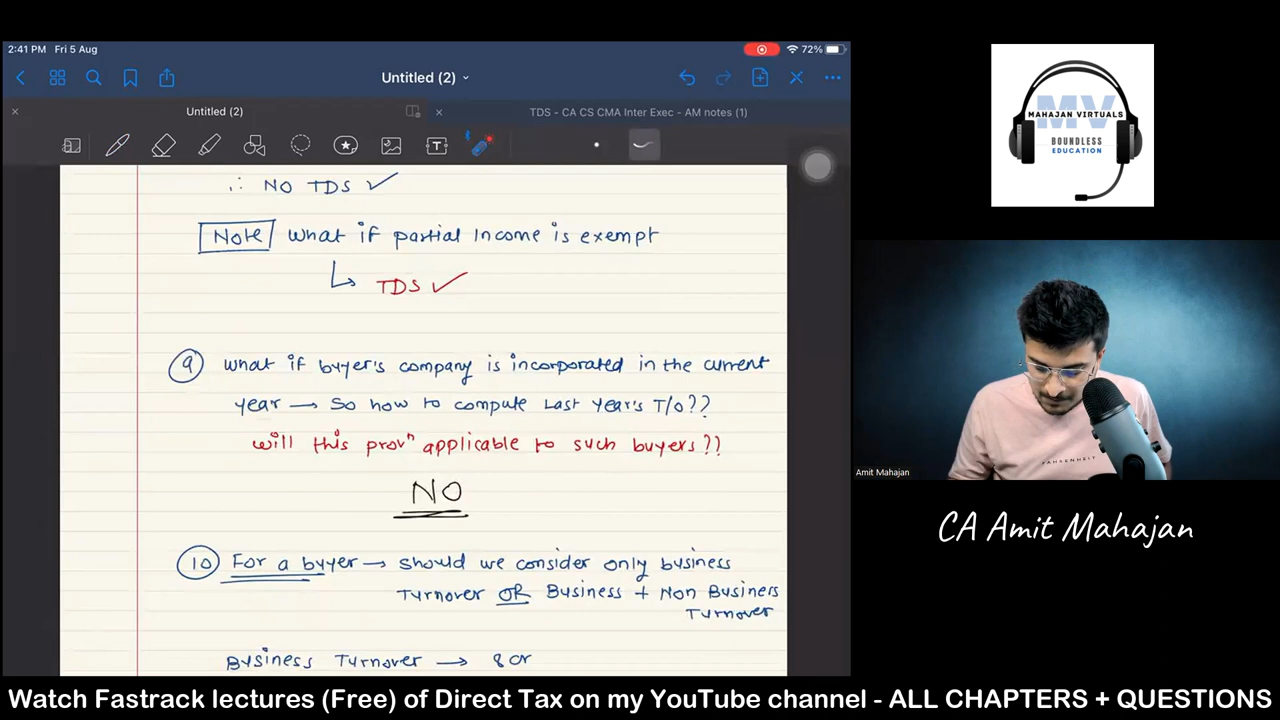 2:41 PM Fri 5 Aug
72%
Untitled (2)
Untitled (2)
TDS - CA CS CMA Inter Exec - AM notes (1)
∴ NO TDS ✓
Note What if partial income is exempt
↳ TDS ✓
9 What if buyer's company is incorporated in the current
year → So how to compute Last Year's T/O??
will this provⁿ applicable to such buyers??
NO
10 For a buyer → should we consider only business
Turnover OR Business + Non Business
Turnover
Business Turnover → 8 cr
MV
MAHAJAN VIRTUALS
BOUNDLESS
EDUCATION
FAHRENHEIT
Amit Mahajan
CA Amit Mahajan
Watch Fastrack lectures (Free) of Direct Tax on my YouTube channel - ALL CHAPTERS + QUESTIONS